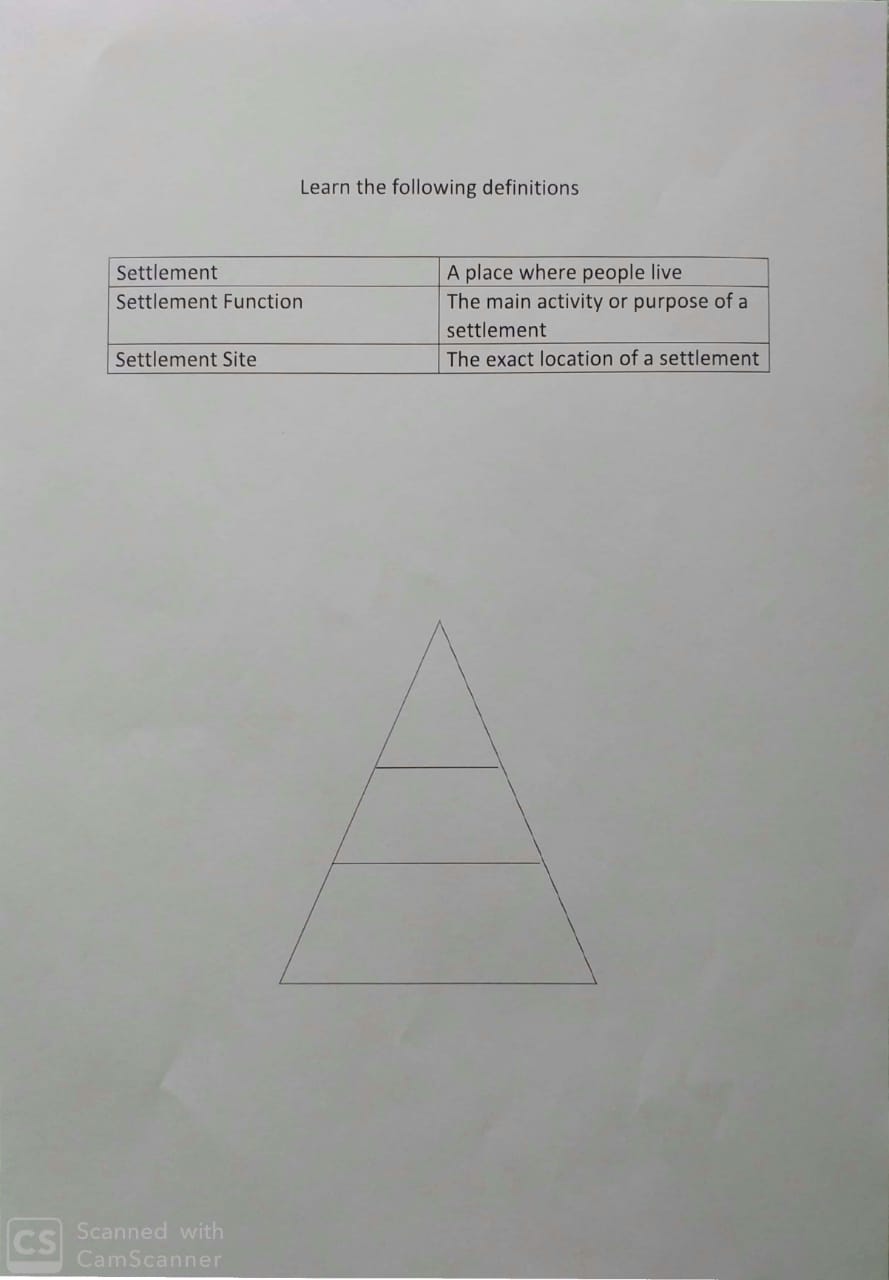 Learn the following definitions
Settlement
A place where people live
Settlement Function
The main activity or purpose of a
settlement
Settlement Site
The exact location of a settlement
CS
Scanned with
CamScanner